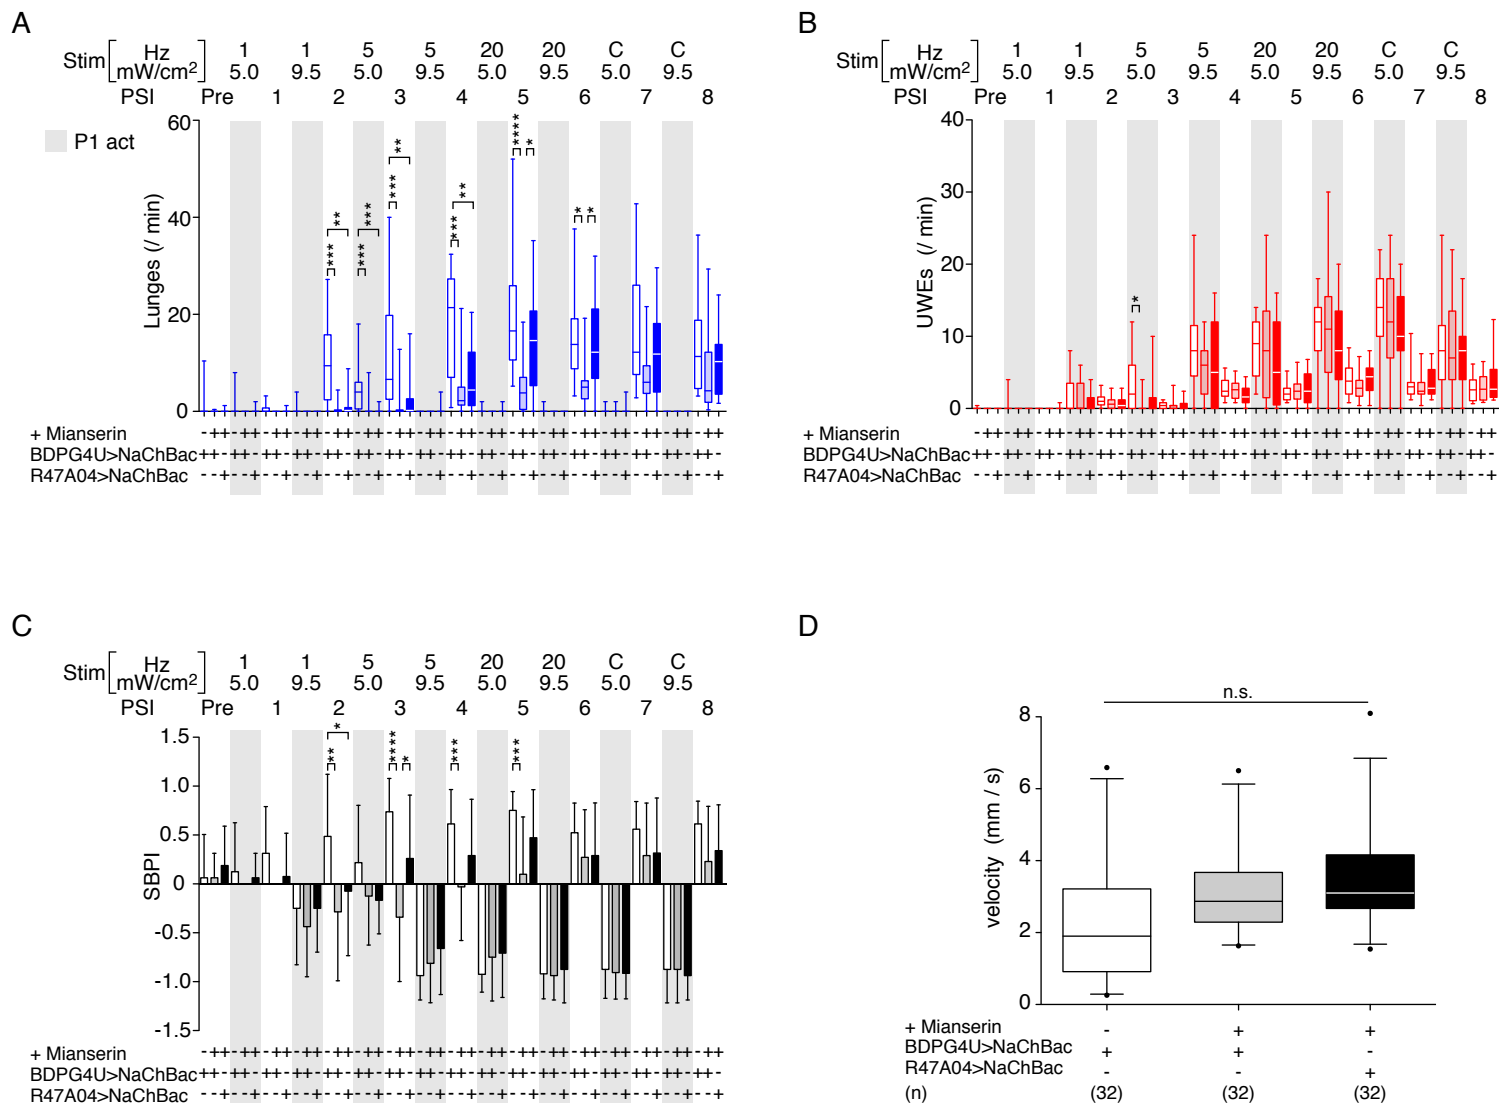 A
Stim Hz 1 1 5 5 20 20 C C
mW/cm² 5.0 9.5 5.0 9.5 5.0 9.5 5.0 9.5
PSI Pre 1 2 3 4 5 6 7 8
P1 act
Lunges (/ min)
60
40
20
0
*** ** *** *** *** ** *** ** **** * * *
+ Mianserin
BDPG4U>NaChBac
R47A04>NaChBac
B
Stim Hz 1 1 5 5 20 20 C C
mW/cm² 5.0 9.5 5.0 9.5 5.0 9.5 5.0 9.5
PSI Pre 1 2 3 4 5 6 7 8
UWEs (/ min)
40
30
20
10
0
*
+ Mianserin
BDPG4U>NaChBac
R47A04>NaChBac
C
Stim Hz 1 1 5 5 20 20 C C
mW/cm² 5.0 9.5 5.0 9.5 5.0 9.5 5.0 9.5
PSI Pre 1 2 3 4 5 6 7 8
SBPI
1.5
1.0
0.5
0
-0.5
-1.0
-1.5
** * **** * *** ***
+ Mianserin
BDPG4U>NaChBac
R47A04>NaChBac
D
n.s.
velocity (mm / s)
8
6
4
2
0
+ Mianserin - + +
BDPG4U>NaChBac + + -
R47A04>NaChBac - - +
(n) (32) (32) (32)